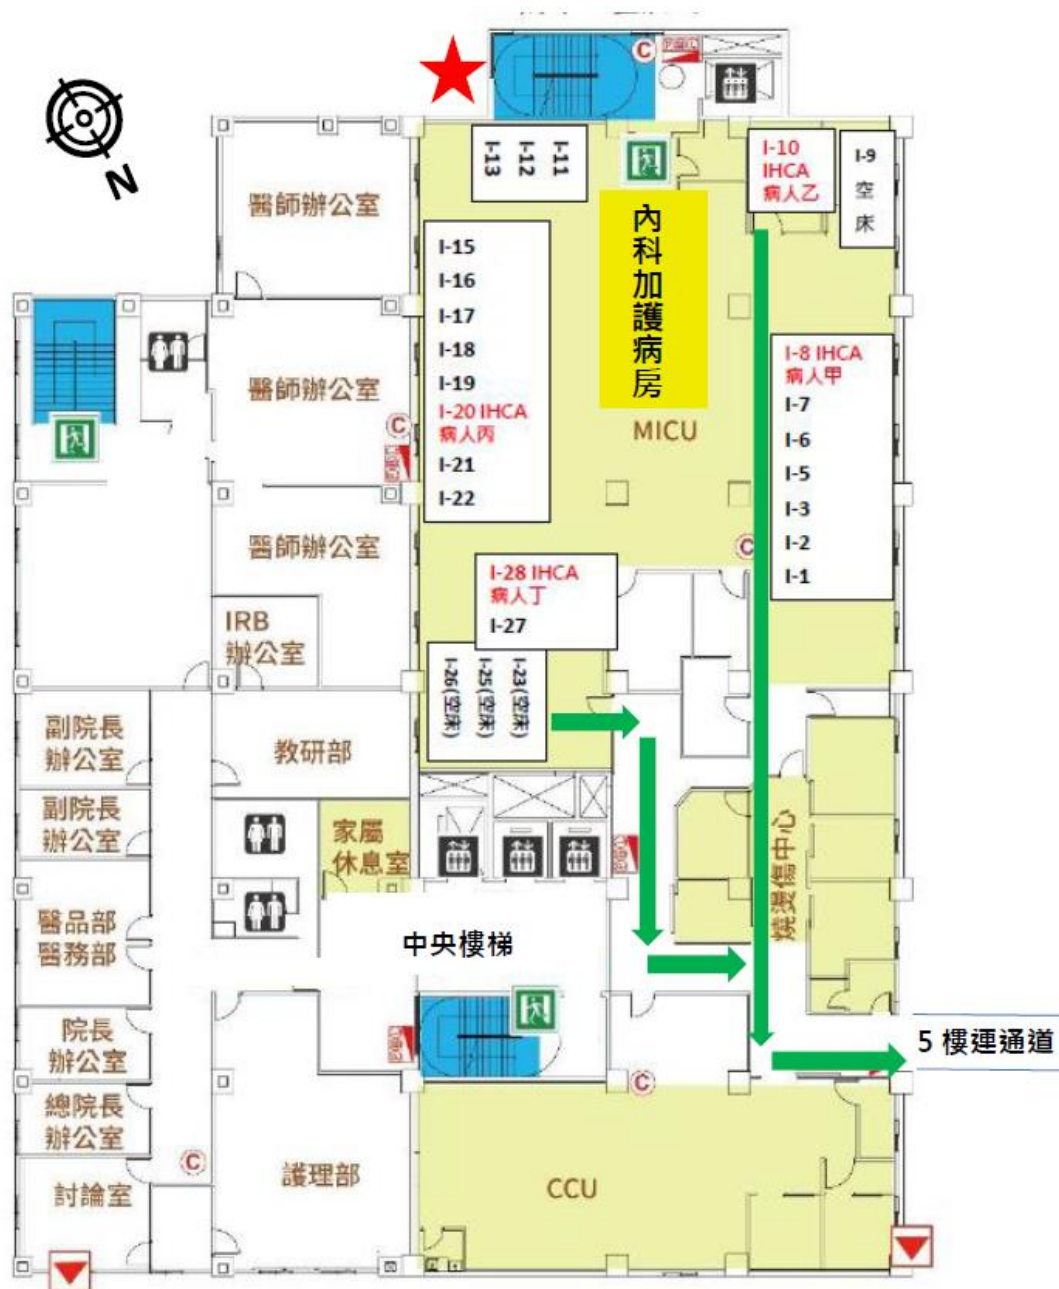 N
醫師辦公室
I-13
I-12
I-11
內科加護病房
I-10
IHCA
病人乙
I-9
空
床
I-15
I-16
I-17
I-18
I-19
I-20 IHCA
病人丙
I-21
I-22
MICU
I-8 IHCA
病人甲
I-7
I-6
I-5
I-3
I-2
I-1
醫師辦公室
醫師辦公室
IRB
辦公室
I-28 IHCA
病人丁
I-27
I-26(空床)
I-25(空床)
I-23(空床)
副院長
辦公室
教研部
副院長
辦公室
家屬
休息室
燒燙傷中心
醫品部
醫務部
中央樓梯
院長
辦公室
5 樓連通道
總院長
辦公室
護理部
CCU
討論室
C
C
C
C
C